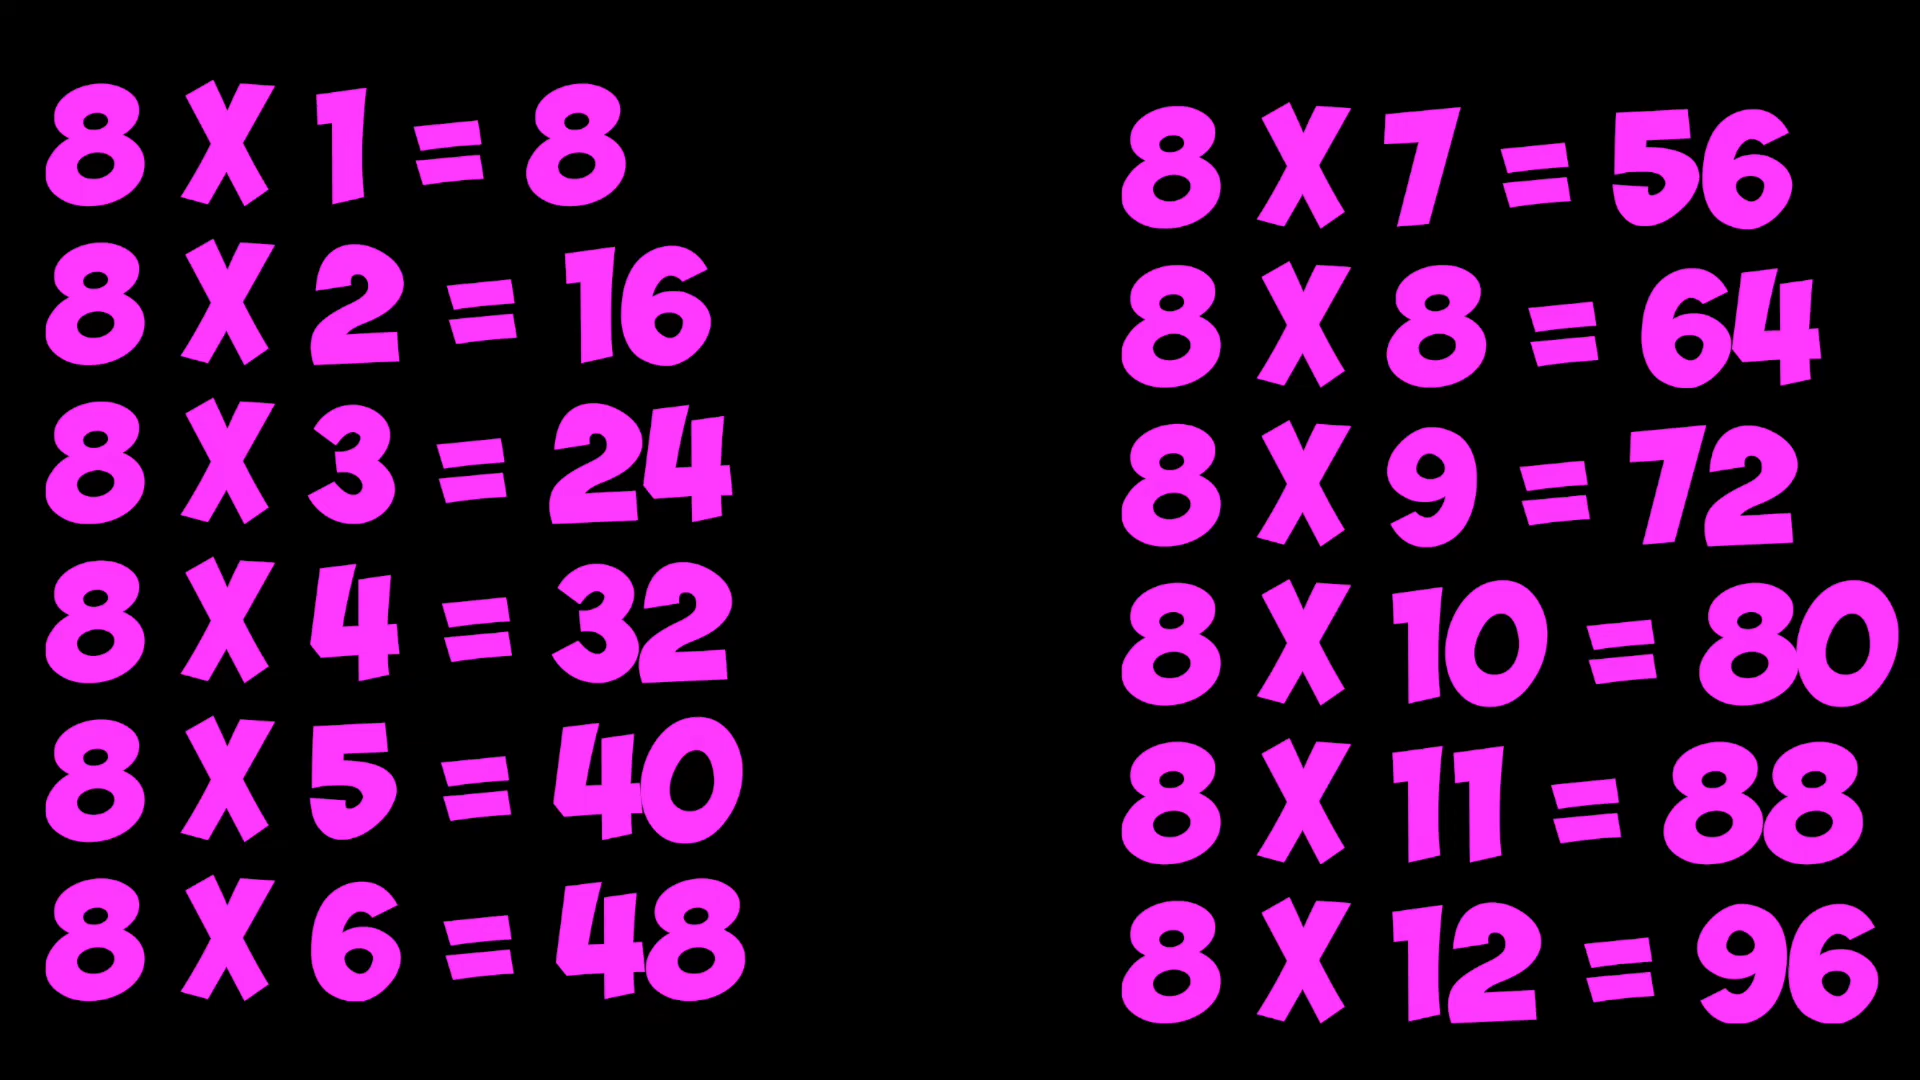 8 X 1 = 8
8 X 2 = 16
8 X 3 = 24
8 X 4 = 32
8 X 5 = 40
8 X 6 = 48
8 X 7 = 56
8 X 8 = 64
8 X 9 = 72
8 X 10 = 80
8 X 11 = 88
8 X 12 = 96